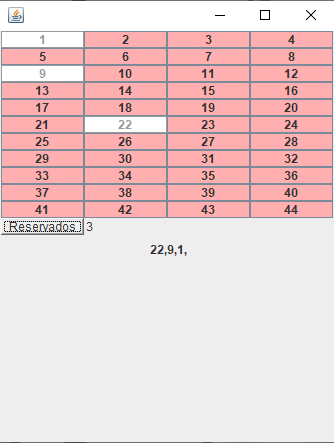 1 2 3 4
5 6 7 8
9 10 11 12
13 14 15 16
17 18 19 20
21 22 23 24
25 26 27 28
29 30 31 32
33 34 35 36
37 38 39 40
41 42 43 44
Reservados 3
22,9,1,